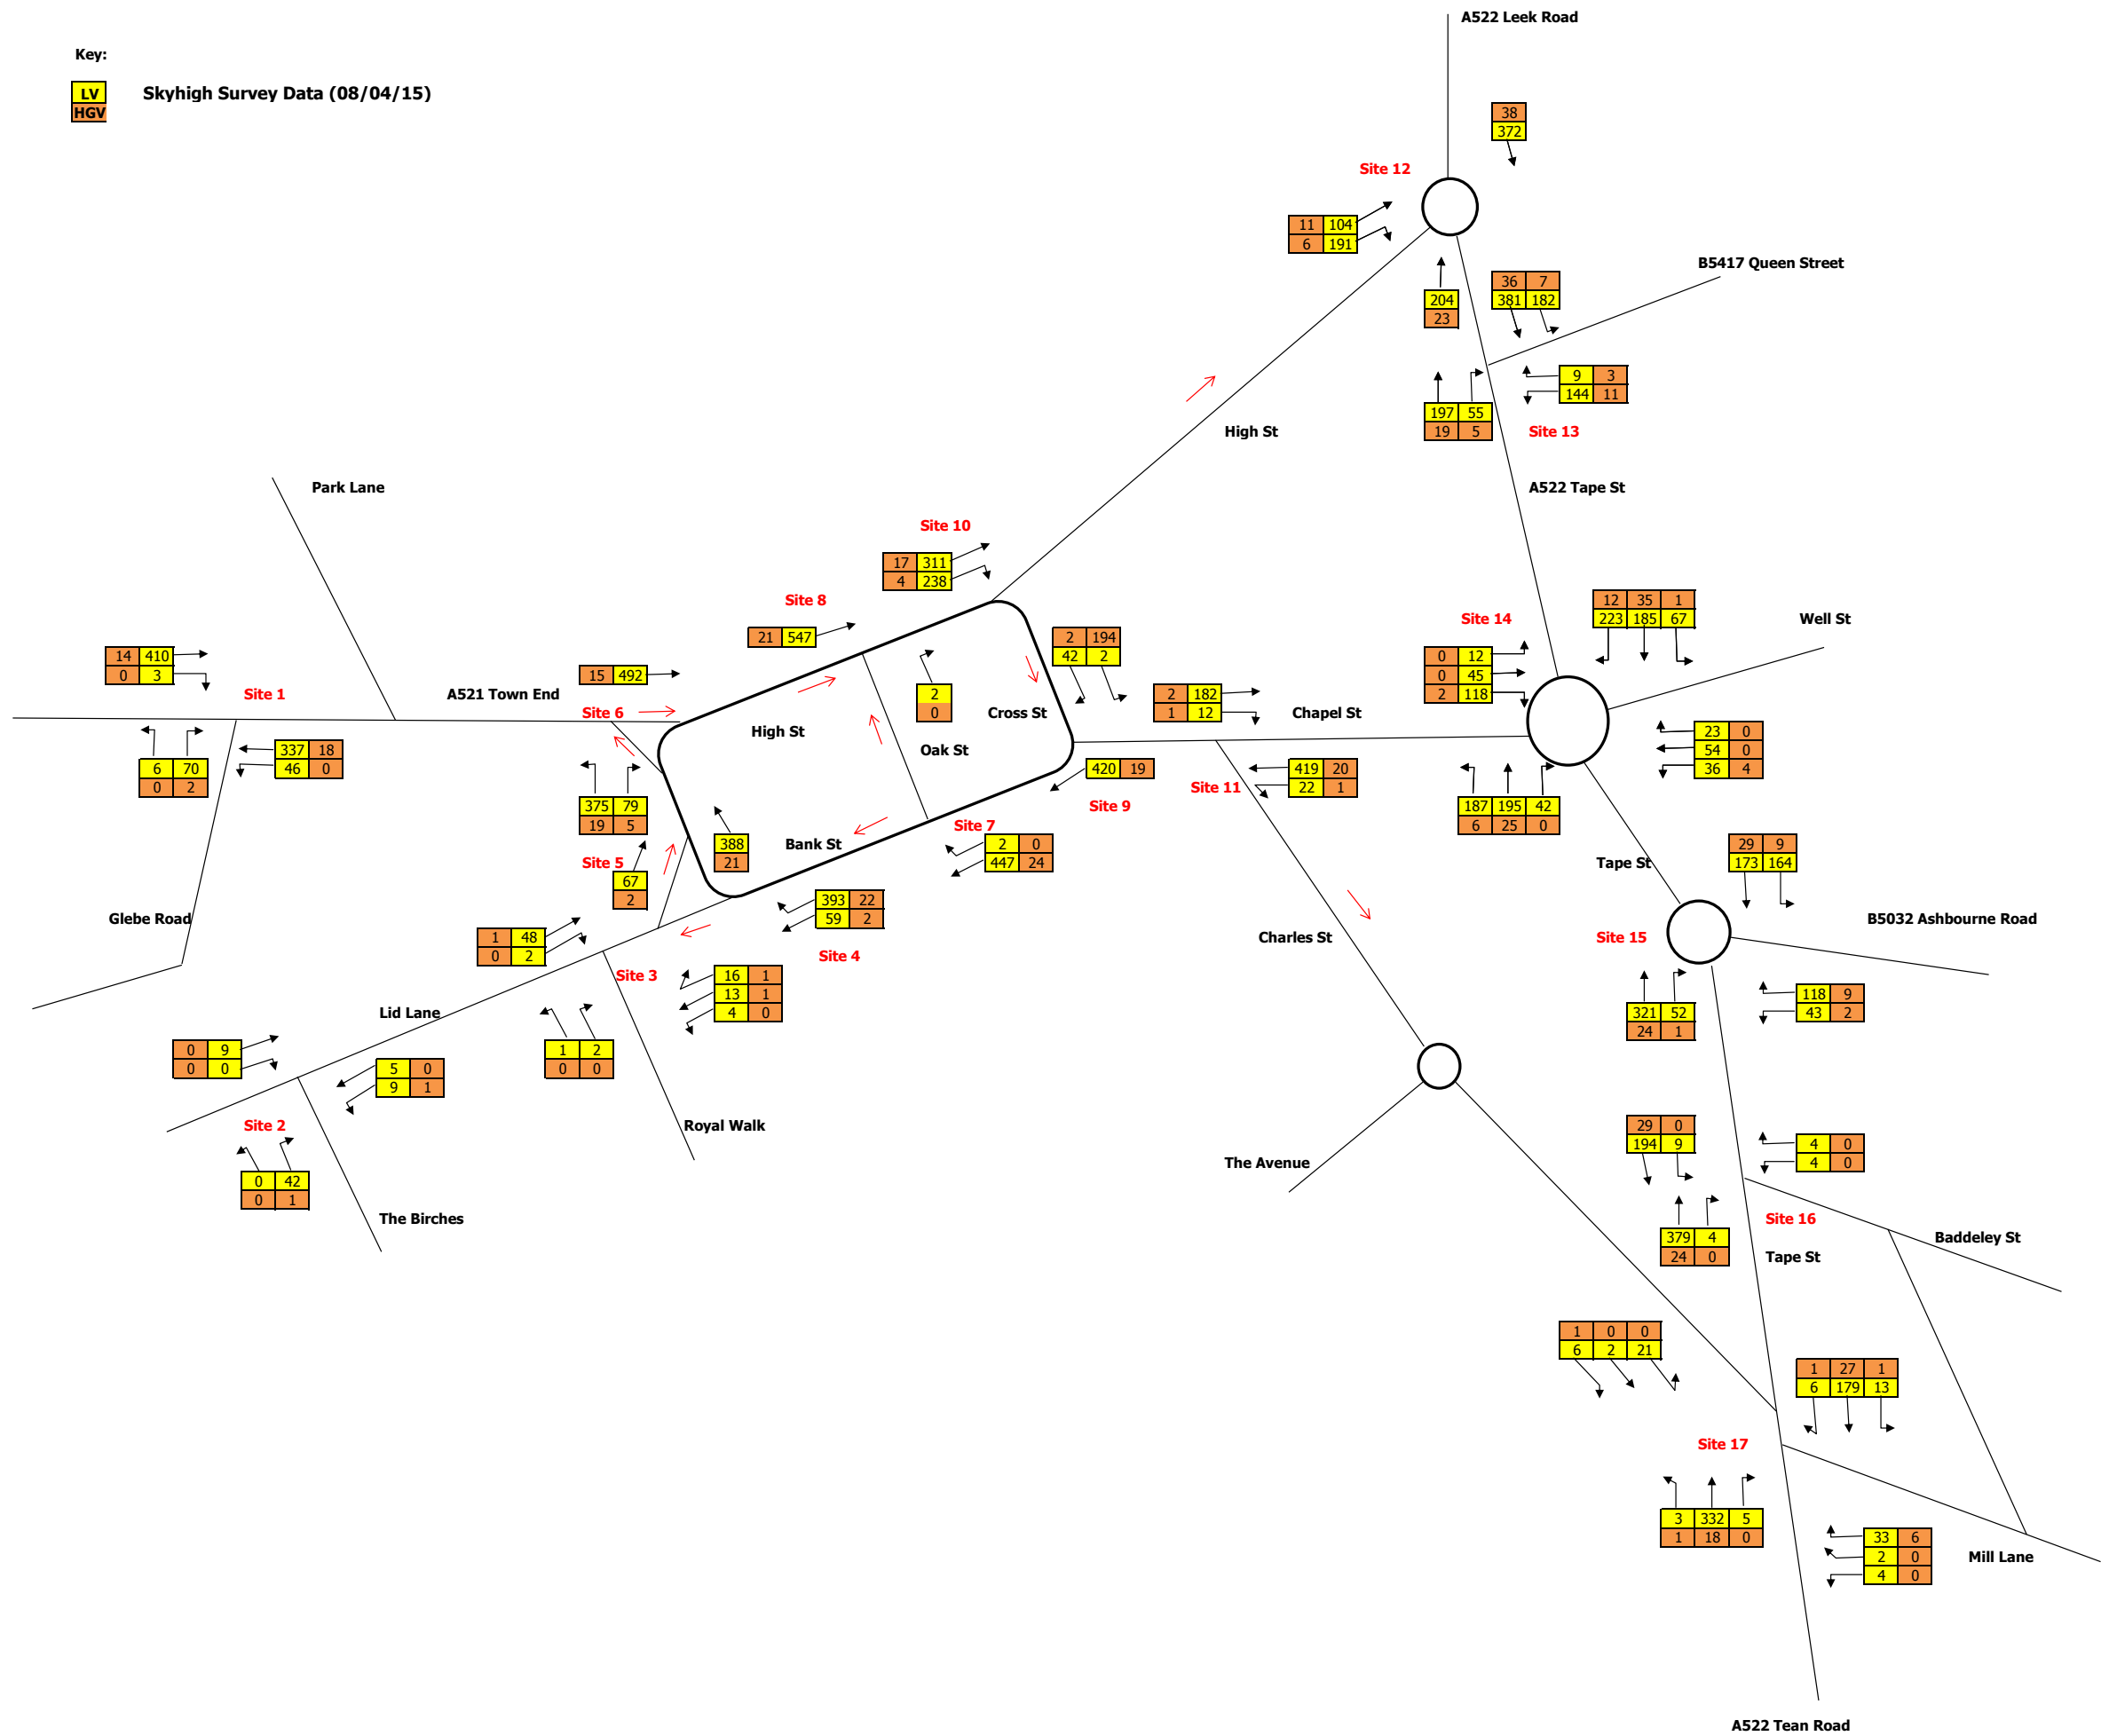 A522 Leek Road
Key:
LV
HGV
Skyhigh Survey Data (08/04/15)
38
372
Site 12
11 104
6 191
B5417 Queen Street
204
23
36 7
381 182
9 3
144 11
197 55
19 5
Site 13
High St
Park Lane
A522 Tape St
Site 10
17 311
4 238
Site 8
21 547
12 35 1
223 185 67
Site 14
Well St
2 194
42 2
0 12
0 45
2 118
14 410
0 3
Site 1
A521 Town End
15 492
Site 6
2
0
Cross St
2 182
1 12
Chapel St
High St
Oak St
23 0
54 0
36 4
337 18
46 0
6 70
0 2
420 19
Site 9
Site 11
419 20
22 1
375 79
19 5
187 195 42
6 25 0
Site 7
2 0
447 24
388
21
Bank St
Site 5
67
2
Tape St
29 9
173 164
393 22
59 2
Glebe Road
B5032 Ashbourne Road
1 48
0 2
Charles St
Site 15
Site 4
Site 3
16 1
13 1
4 0
118 9
43 2
321 52
24 1
Lid Lane
0 9
0 0
1 2
0 0
5 0
9 1
Site 2
Royal Walk
29 0
194 9
4 0
4 0
The Avenue
0 42
0 1
The Birches
Site 16
379 4
24 0
Baddeley St
Tape St
1 0 0
6 2 21
1 27 1
6 179 13
Site 17
3 332 5
1 18 0
33 6
2 0
4 0
Mill Lane
A522 Tean Road